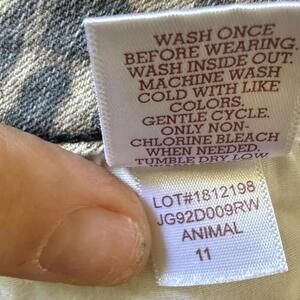 WASH ONCE
BEFORE WEARING.
WASH INSIDE OUT.
MACHINE WASH
COLD WITH LIKE
COLORS.
GENTLE CYCLE.
ONLY NON-
CHLORINE BLEACH
WHEN NEEDED.
TUMBLE DRY LOW
LOT#1812198
JG92D009RW
ANIMAL
11